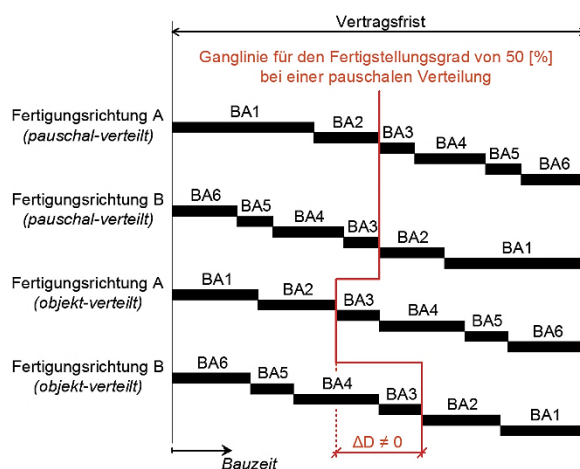 Vertragsfrist
Ganglinie für den Fertigstellungsgrad von 50 [%]
bei einer pauschalen Verteilung
Fertigungsrichtung A
(pauschal-verteilt)
BA1
BA2
BA3
BA4
BA5
BA6
Fertigungsrichtung B
(pauschal-verteilt)
BA6
BA5
BA4
BA3
BA2
BA1
Fertigungsrichtung A
(objekt-verteilt)
BA1
BA2
BA3
BA4
BA5
BA6
Fertigungsrichtung B
(objekt-verteilt)
BA6
BA5
BA4
BA3
BA2
BA1
ΔD ≠ 0
Bauzeit